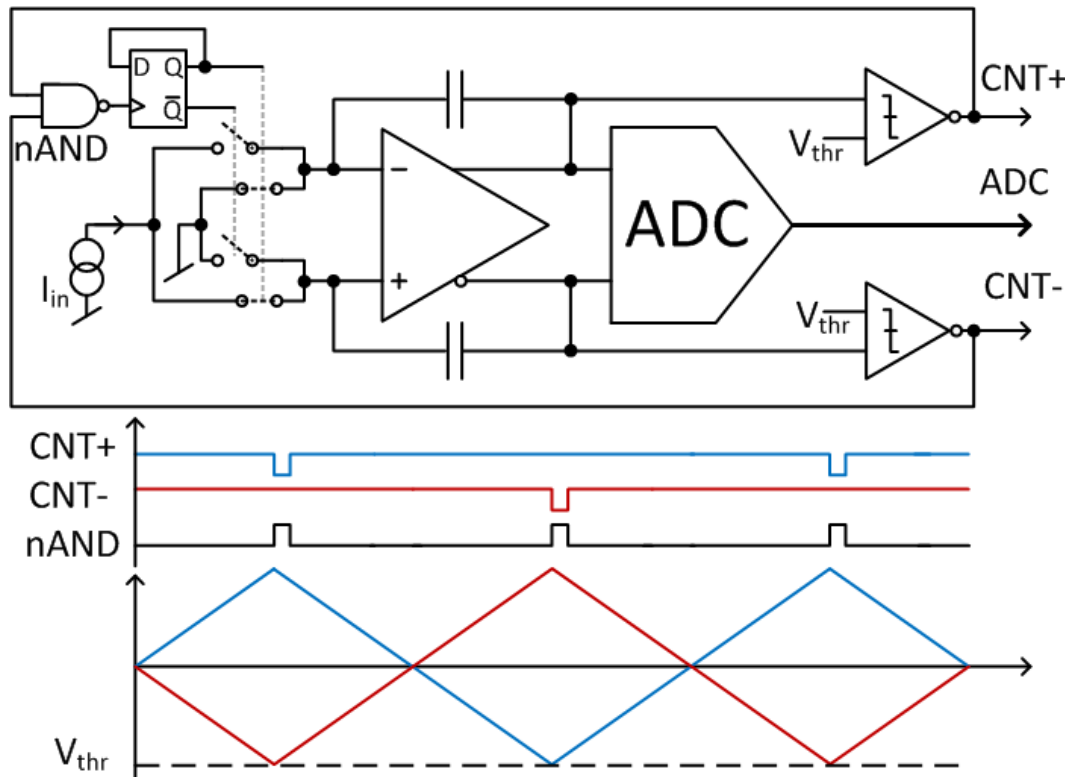 D Q
Q̅
nAND
I_in
−
+
ADC
V_thr
CNT+
ADC
V_thr
CNT-
CNT+
CNT-
nAND
V_thr